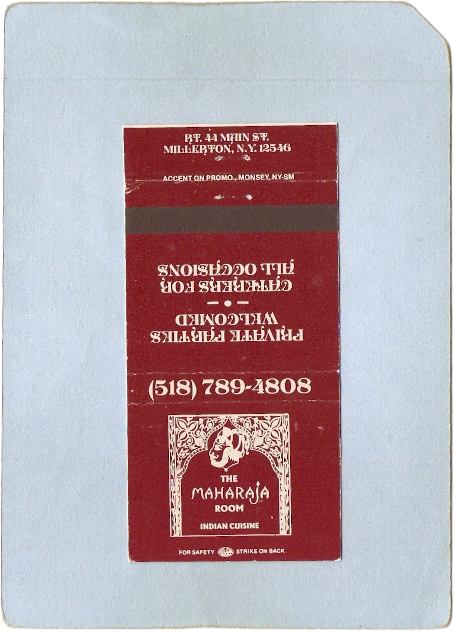 RT. 44 MAIN ST.
MILLERTON, N.Y. 12546
ACCENT ON PROMO., MONSEY, NY-SM
PRIVATE PARTIES
WELCOMED
CATERERS FOR
ALL OCCASIONS
(518) 789-4808
THE
MAHARAJA
ROOM
INDIAN CUISINE
FOR SAFETY STRIKE ON BACK